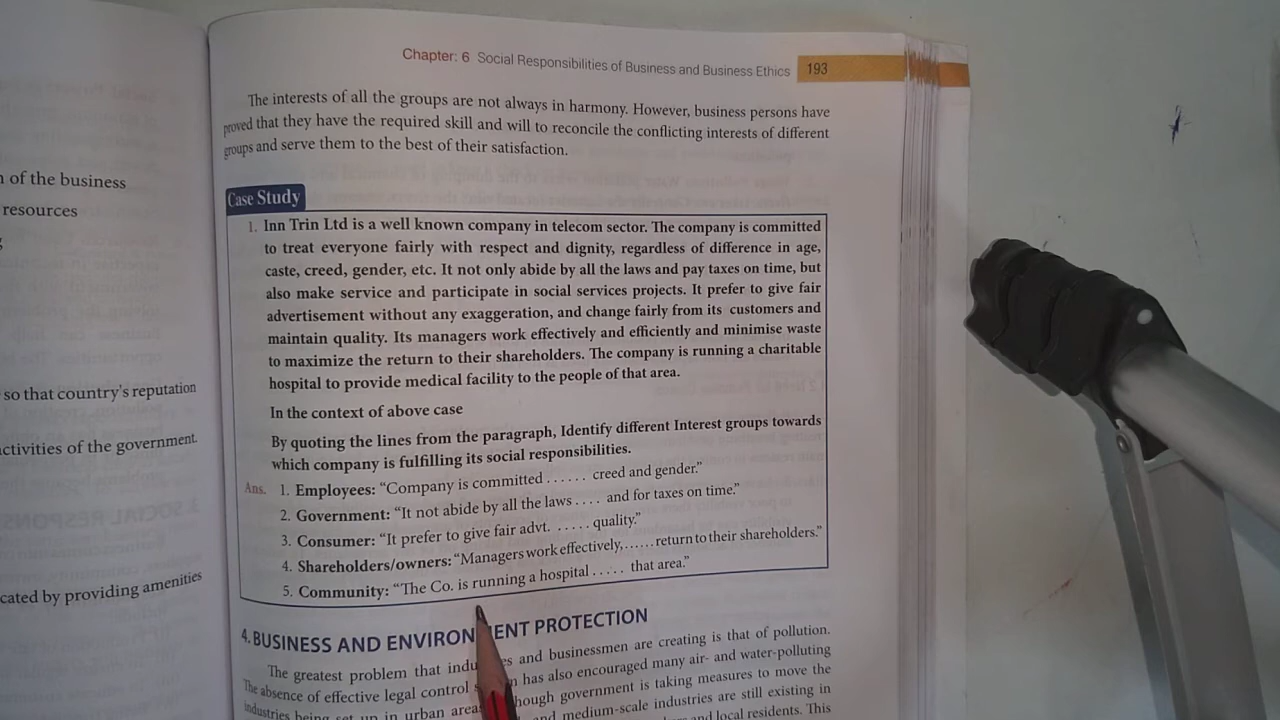 n of the business
resources
so that country's reputation
activities of the government.
cated by providing amenities
Chapter: 6 Social Responsibilities of Business and Business Ethics 193
The interests of all the groups are not always in harmony. However, business persons have
proved that they have the required skill and will to reconcile the conflicting interests of different
groups and serve them to the best of their satisfaction.
Case Study
1. Inn Trin Ltd is a well known company in telecom sector. The company is committed
to treat everyone fairly with respect and dignity, regardless of difference in age,
caste, creed, gender, etc. It not only abide by all the laws and pay taxes on time, but
also make service and participate in social services projects. It prefer to give fair
advertisement without any exaggeration, and change fairly from its customers and
maintain quality. Its managers work effectively and efficiently and minimise waste
to maximize the return to their shareholders. The company is running a charitable
hospital to provide medical facility to the people of that area.
In the context of above case
By quoting the lines from the paragraph, Identify different Interest groups towards
which company is fulfilling its social responsibilities.
Ans. 1. Employees: “Company is committed ...... creed and gender.”
2. Government: “It not abide by all the laws .... and for taxes on time.”
3. Consumer: “It prefer to give fair advt. ..... quality.”
4. Shareholders/owners: “Managers work effectively,...... return to their shareholders.”
5. Community: “The Co. is running a hospital ..... that area.”
4. BUSINESS AND ENVIRONMENT PROTECTION
The greatest problem that and businessmen are creating is that of pollution.
The absence of effective legal control has also encouraged many air- and water-polluting
industries being set up in urban areas though government is taking measures to move the
and medium-scale industries are still existing in
and local residents. This